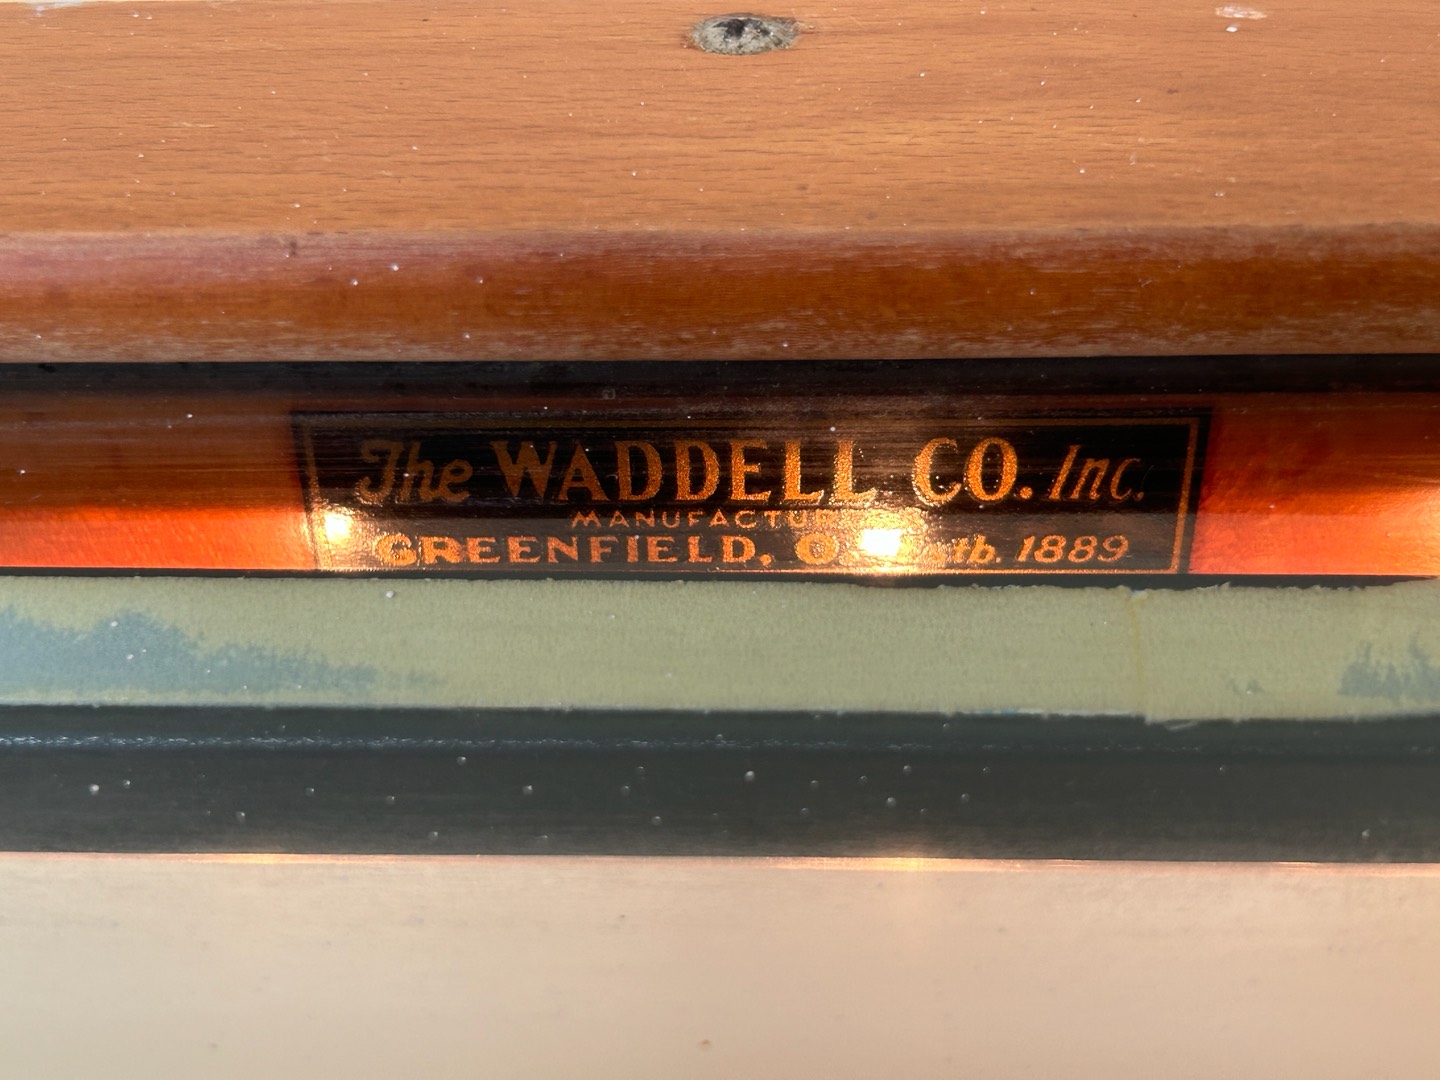 The WADDELL CO. Inc.
GREENFIELD, O. 1889